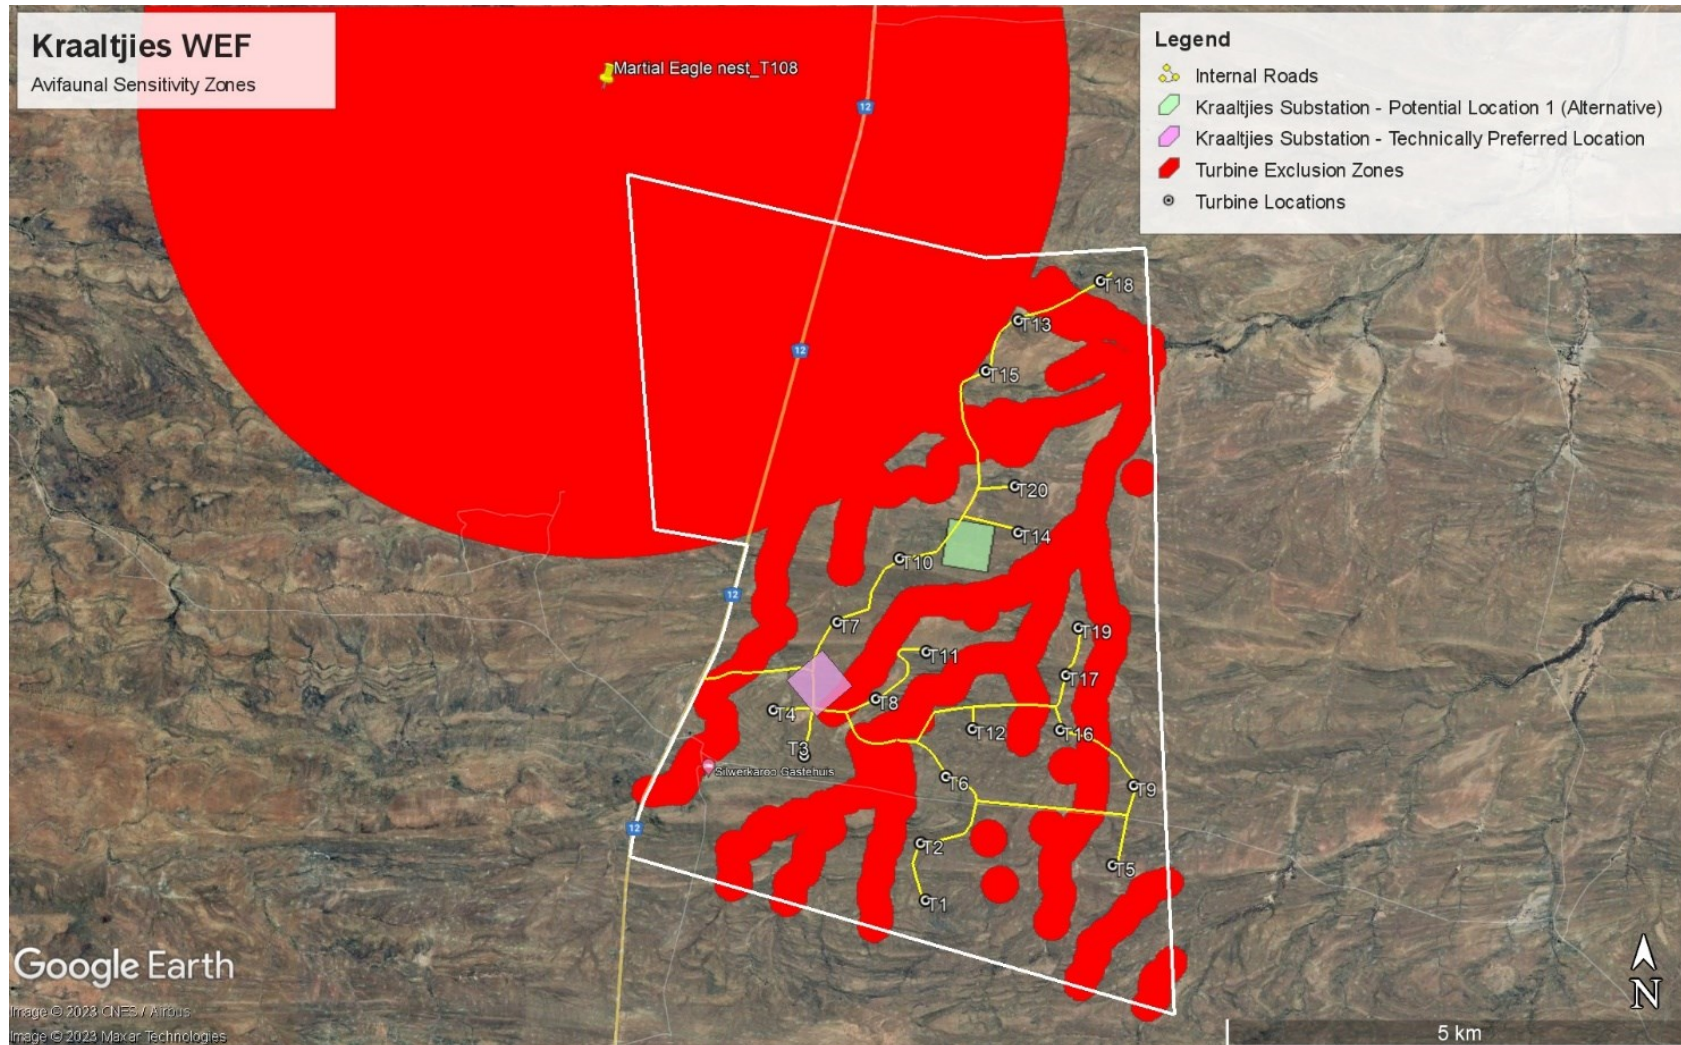 Kraaltjies WEF
Avifaunal Sensitivity Zones
Legend
Internal Roads
Kraaltjies Substation - Potential Location 1 (Alternative)
Kraaltjies Substation - Technically Preferred Location
Turbine Exclusion Zones
Turbine Locations
Martial Eagle nest_T108
12
T18
T13
12
T15
T20
T14
T10
12
T7
T19
T11
T17
T8
T4
T12
T16
T3
Silwerkaroo Gastehuis
T6
T9
12
T2
T5
T1
Google Earth
N
Image © 2023 CNES / Airbus
Image © 2023 Maxar Technologies
5 km